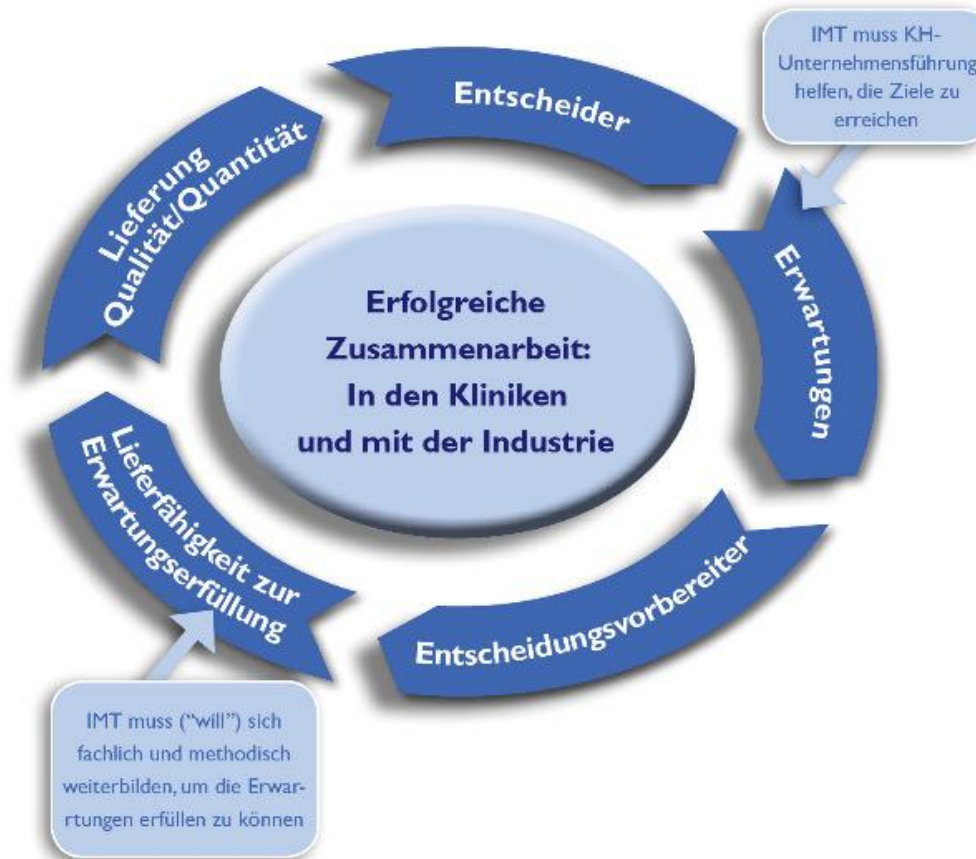 IMT muss KH-
Unternehmensführung
helfen, die Ziele zu
erreichen
Entscheider
Erwartungen
Entscheidungsvorbereiter
Lieferfähigkeit zur
Erwartungserfüllung
Lieferung
Qualität/Quantität
Erfolgreiche
Zusammenarbeit:
In den Kliniken
und mit der Industrie
IMT muss (“will”) sich
fachlich und methodisch
weiterbilden, um die Erwar-
rtungen erfüllen zu können